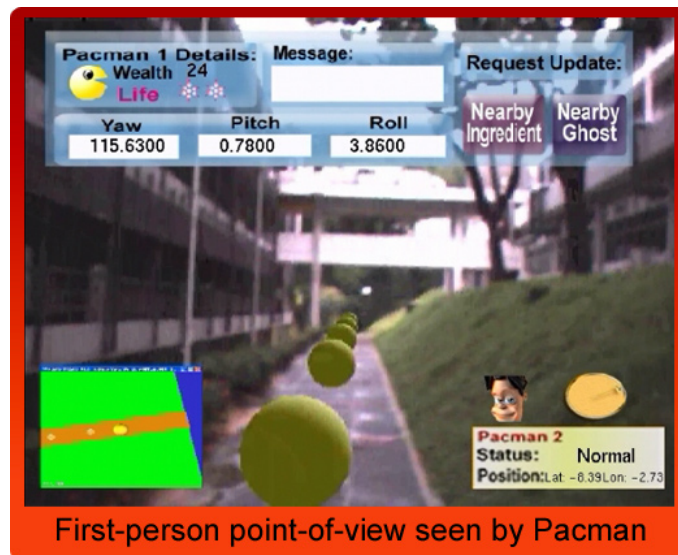 Pacman 1 Details:
Wealth 24
Life
Message:
Request Update:
Nearby
Ingredient
Nearby
Ghost
Yaw
Pitch
Roll
115.6300
0.7800
3.8600
Pacman 2
Status: Normal
Position:Lat: -8.39Lon: -2.73
First-person point-of-view seen by Pacman